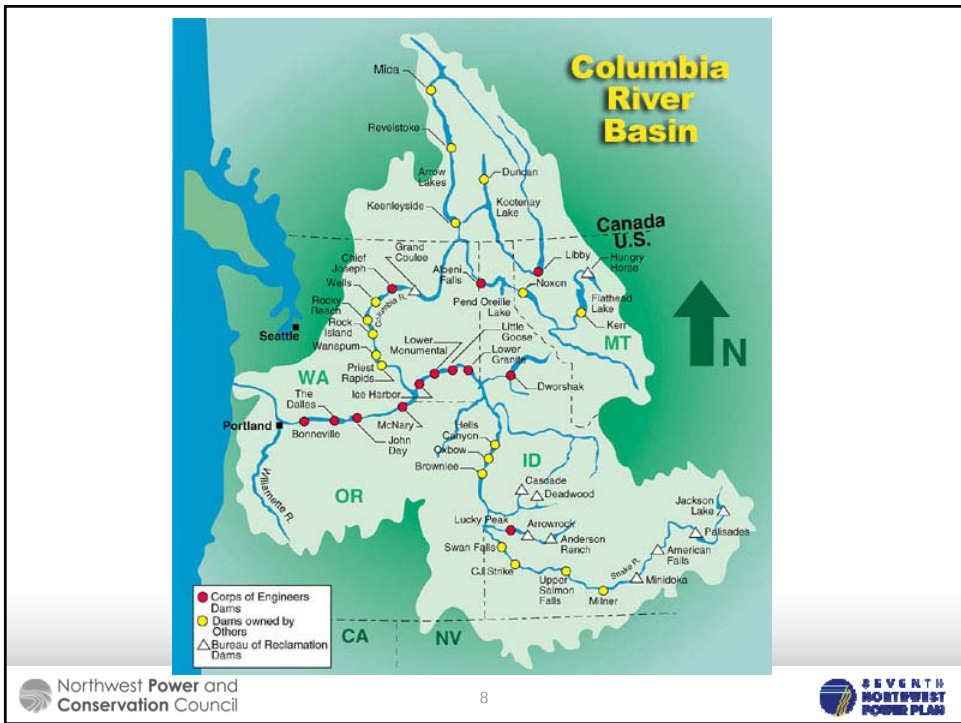 Columbia
River
Basin
Mica
Revelstoke
Arrow
Lakes
Duncan
Kootenay
Lake
Keenleyside
Canada
U.S.
Grand
Coulee
Chief
Joseph
Albeni
Falls
Libby
Hungry
Horse
Wells
Noxon
Columbia R.
Pend Oreille
Lake
Flathead
Lake
Rocky
Reach
Rock
Island
Kerr
Seattle
Wanapum
Little
Goose
Lower
Monumental
Lower
Granite
MT
N
WA
Priest
Rapids
Dworshak
Ice Harbor
The
Dalles
Portland
Bonneville
McNary
John
Day
Hells
Canyon
Oxbow
Brownlee
ID
Willamette R.
OR
Cascade
Deadwood
Jackson
Lake
Lucky Peak
Arrowrock
Palisades
Anderson
Ranch
Swan Falls
American
Falls
CJ Strike
Upper
Salmon
Falls
Snake R.
Minidoka
Milner
Corps of Engineers
Dams
Dams owned by
Others
Bureau of Reclamation
Dams
CA
NV
Northwest Power and
Conservation Council
8
SEVENTH
NORTHWEST
POWER PLAN